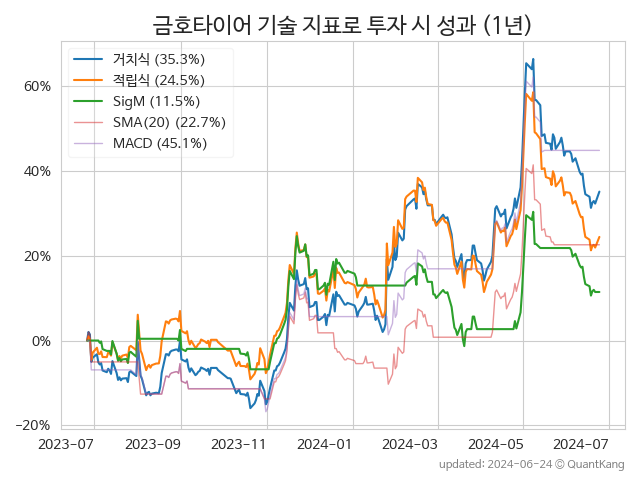 금호타이어 기술 지표로 투자 시 성과 (1년)
거치식 (35.3%)
적립식 (24.5%)
SigM (11.5%)
SMA(20) (22.7%)
MACD (45.1%)
60%
40%
20%
0%
−20%
2023-07 2023-09 2023-11 2024-01 2024-03 2024-05 2024-07
updated: 2024-06-24 © QuantKang